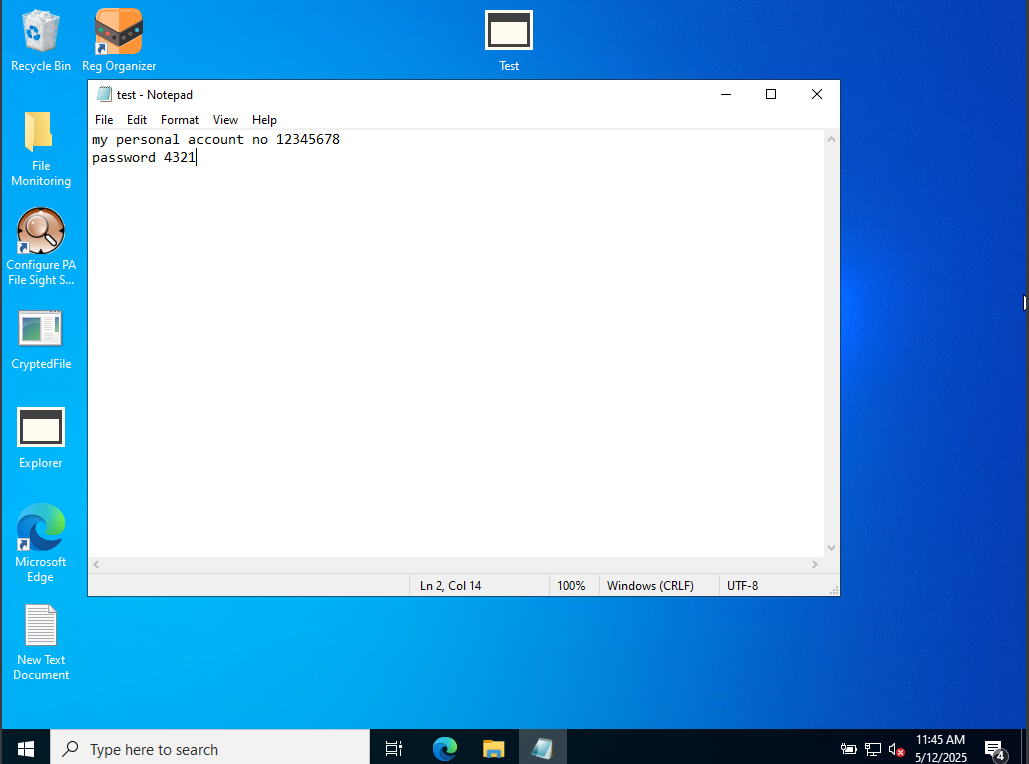 Recycle Bin
Reg Organizer
Test
File
Monitoring
Configure PA
File Sight S...
CryptedFile
Explorer
Microsoft
Edge
New Text
Document
test - Notepad
File Edit Format View Help
my personal account no 12345678
password 4321
Ln 2, Col 14 100% Windows (CRLF) UTF-8
Type here to search
11:45 AM
5/12/2025
4